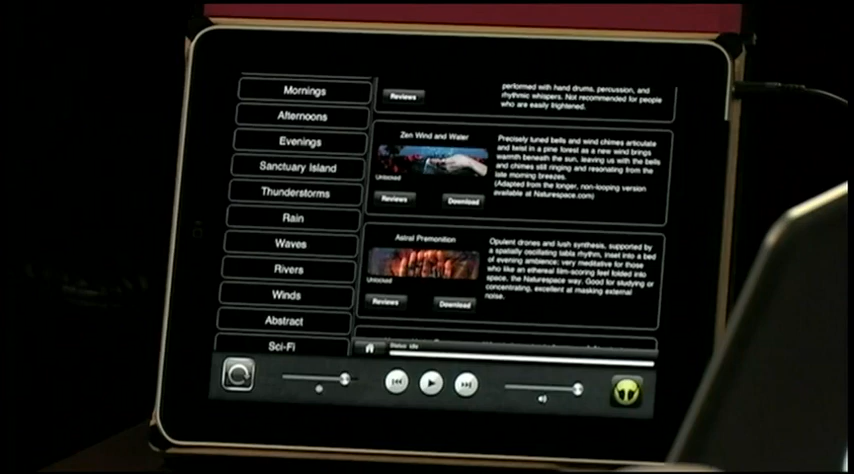 Mornings
Afternoons
Evenings
Sanctuary Island
Thunderstorms
Rain
Waves
Rivers
Winds
Abstract
Sci-Fi
Reviews
performed with hand drums, percussion, and
rhythmic whispers. Not recommended for people
who are easily frightened.
Zen Wind and Water
Unlocked
Reviews
Download
Precisely tuned bells and wind chimes articulate
and twist in a pine forest as a new wind brings
warmth beneath the sun, leaving us with the bells
and chimes still ringing and resonating from the
late morning breezes.
(Adapted from the longer, non-looping version
available at Naturespace.com)
Astral Premonition
Unlocked
Reviews
Download
Opulent drones and lush synthesis, supported by
a spatially oscillating tabla rhythm, inset into a bed
of evening ambience; very meditative for those
who like an ethereal film-scoring feel folded into
space, the Naturespace way. Good for studying or
concentrating, excellent at masking external
noise.
Status: idle